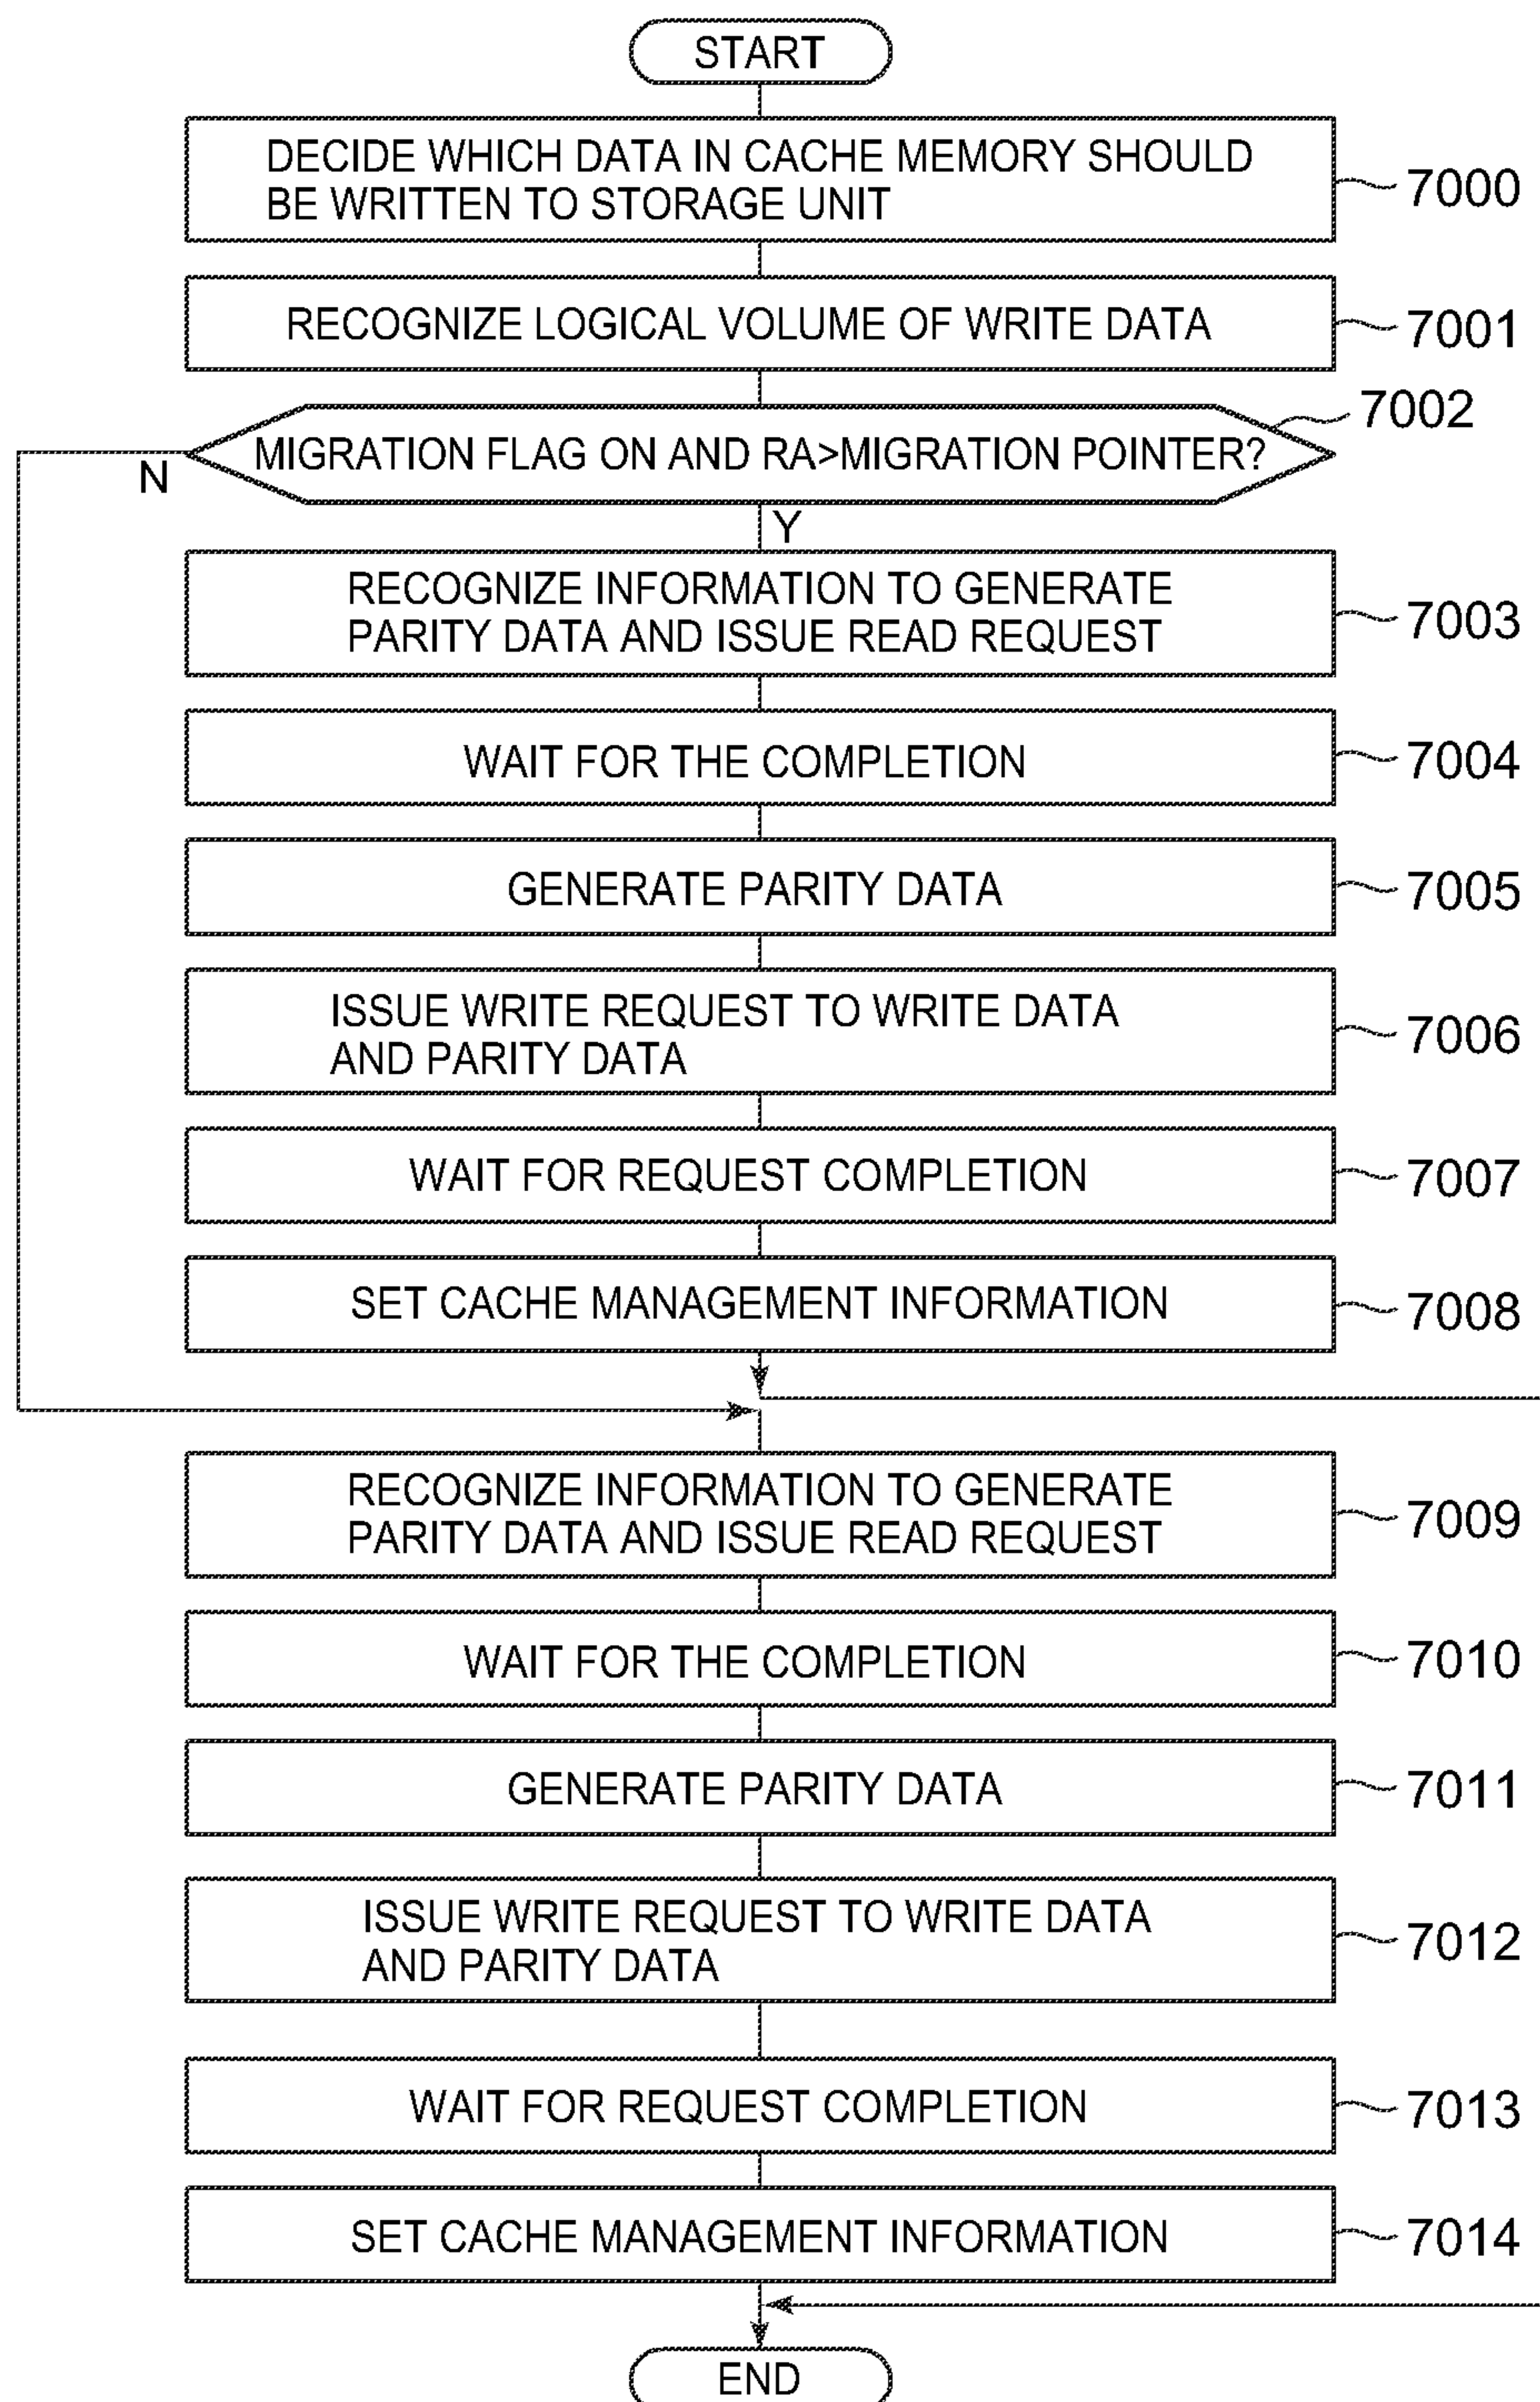 START
DECIDE WHICH DATA IN CACHE MEMORY SHOULD
BE WRITTEN TO STORAGE UNIT
7000
RECOGNIZE LOGICAL VOLUME OF WRITE DATA
7001
MIGRATION FLAG ON AND RA>MIGRATION POINTER?
7002
N
Y
RECOGNIZE INFORMATION TO GENERATE
PARITY DATA AND ISSUE READ REQUEST
7003
WAIT FOR THE COMPLETION
7004
GENERATE PARITY DATA
7005
ISSUE WRITE REQUEST TO WRITE DATA
AND PARITY DATA
7006
WAIT FOR REQUEST COMPLETION
7007
SET CACHE MANAGEMENT INFORMATION
7008
RECOGNIZE INFORMATION TO GENERATE
PARITY DATA AND ISSUE READ REQUEST
7009
WAIT FOR THE COMPLETION
7010
GENERATE PARITY DATA
7011
ISSUE WRITE REQUEST TO WRITE DATA
AND PARITY DATA
7012
WAIT FOR REQUEST COMPLETION
7013
SET CACHE MANAGEMENT INFORMATION
7014
END